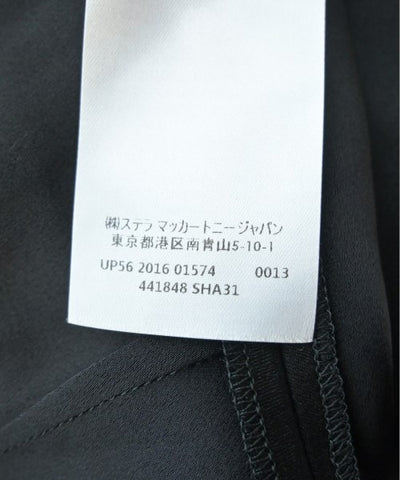 ㈱ステラ マッカートニージャパン
東京都港区南青山5-10-1
UP56 2016 01574 0013
441848 SHA31